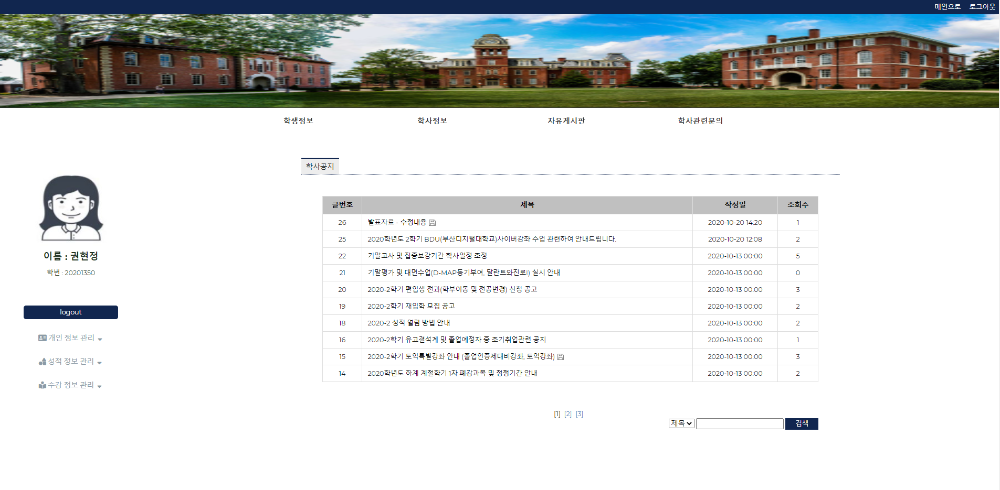 메인으로 로그아웃
학생정보 학사정보 자유게시판 학사관련문의
학사공지
이름 : 권현정
학번 : 20201350
logout
개인 정보 관리
성적 정보 관리
수강 정보 관리
글번호 제목 작성일 조회수
26 발표자료 - 수정내용 2020-10-20 14:20 1
25 2020학년도 2학기 BDU(부산디지털대학교)사이버강좌 수업 관련하여 안내드립니다. 2020-10-20 12:08 2
22 기말고사 및 집중보강기간 학사일정 조정 2020-10-13 00:00 5
21 기말평가 및 대면수업(D-MAP동기부여, 달란트와진로I) 실시 안내 2020-10-13 00:00 0
20 2020-2학기 편입생 전과(학부이동 및 전공변경) 신청 공고 2020-10-13 00:00 3
19 2020-2학기 재입학 모집 공고 2020-10-13 00:00 2
18 2020-2 성적 열람 방법 안내 2020-10-13 00:00 2
16 2020-2학기 유고결석계 및 졸업예정자 중 조기취업관련 공지 2020-10-13 00:00 1
15 2020-2학기 토익특별강좌 안내 (졸업인증제대비강좌, 토익강좌) 2020-10-13 00:00 3
14 2020학년도 하계 계절학기 1차 폐강과목 및 정정기간 안내 2020-10-13 00:00 2
[1] [2] [3]
제목 검색